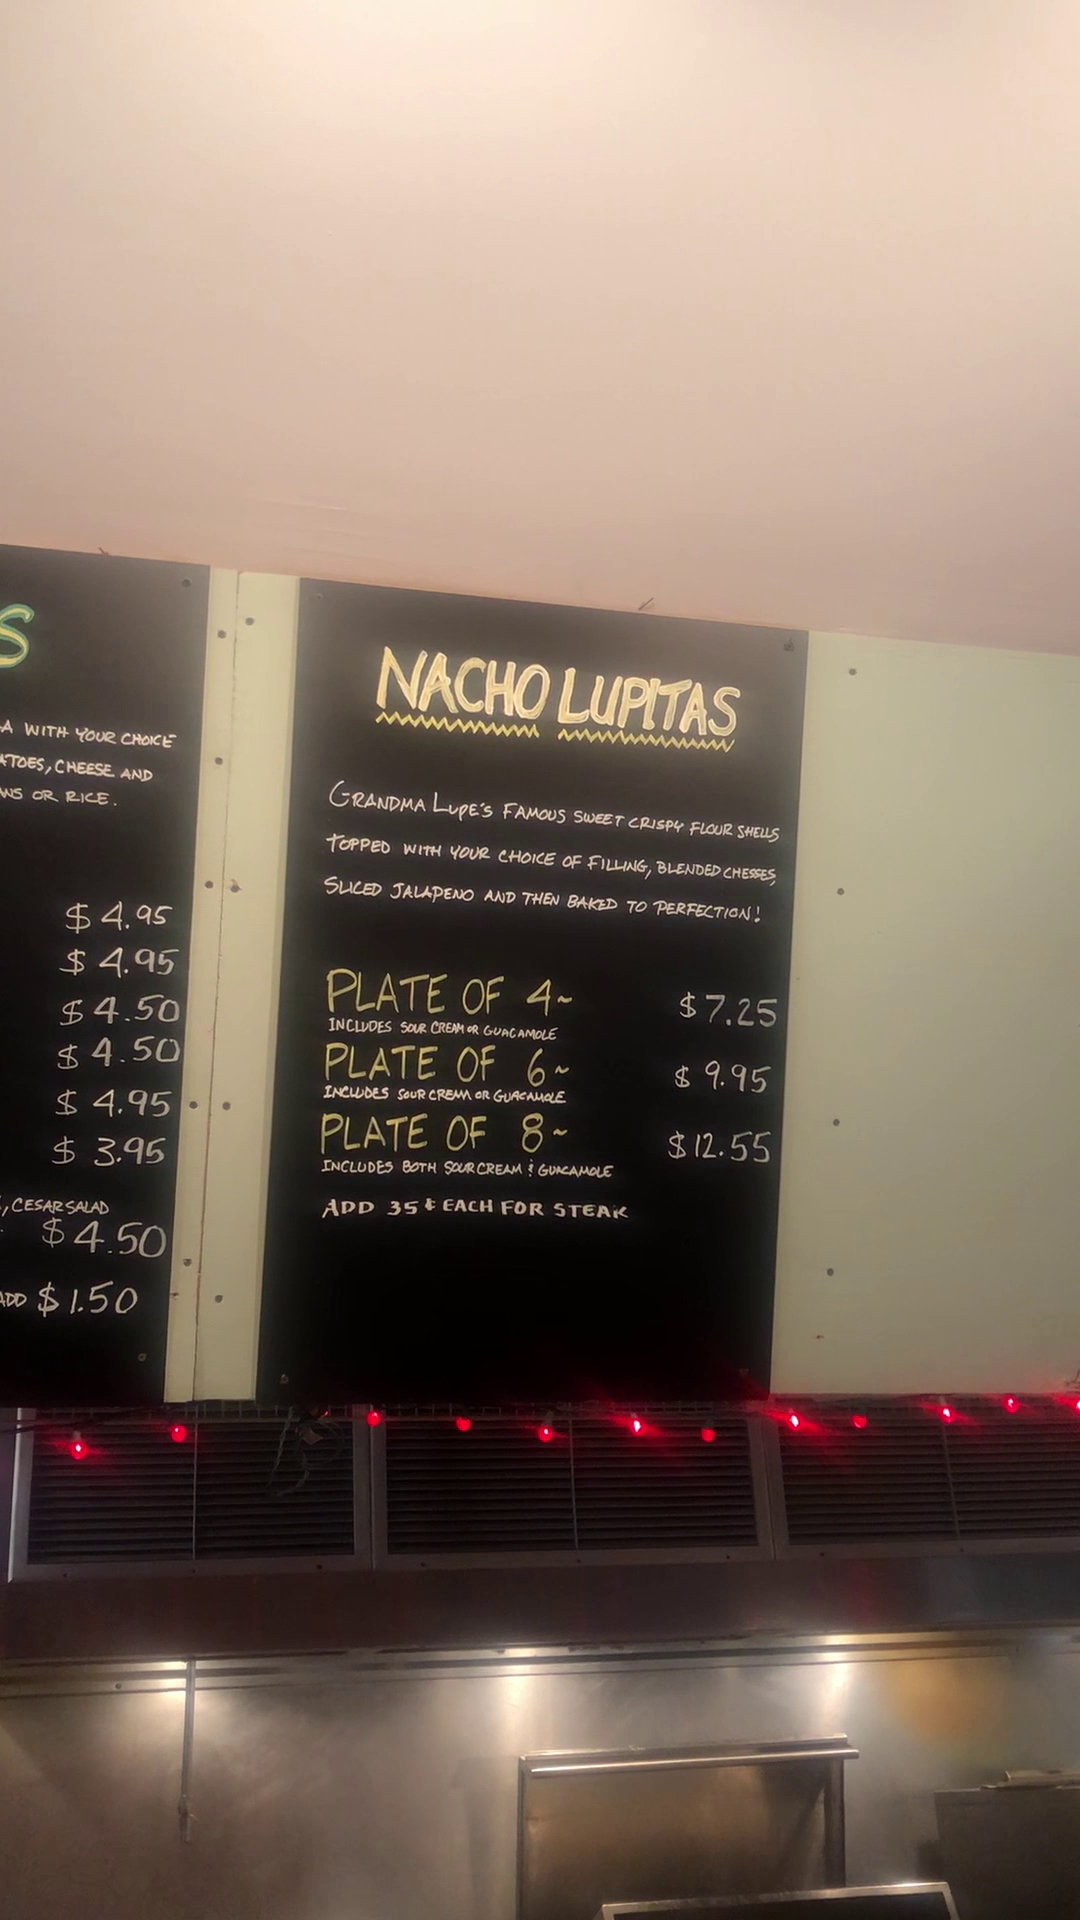 S
A WITH YOUR CHOICE
ATOES, CHEESE AND
NS OR RICE.
$ 4.95
$ 4.95
$ 4.50
$ 4.50
$ 4.95
$ 3.95
, CESAR SALAD
$ 4.50
ADD $ 1.50
NACHO LUPITAS
GRANDMA LUPE'S FAMOUS SWEET CRISPY FLOUR SHELLS
TOPPED WITH YOUR CHOICE OF FILLING, BLENDED CHESSES,
SLICED JALAPENO AND THEN BAKED TO PERFECTION!
PLATE OF 4~ $7.25
INCLUDES SOUR CREAM OR GUACAMOLE
PLATE OF 6~ $ 9.95
INCLUDES SOUR CREAM OR GUACAMOLE
PLATE OF 8~ $12.55
INCLUDES BOTH SOUR CREAM & GUACAMOLE
ADD 35¢ EACH FOR STEAK